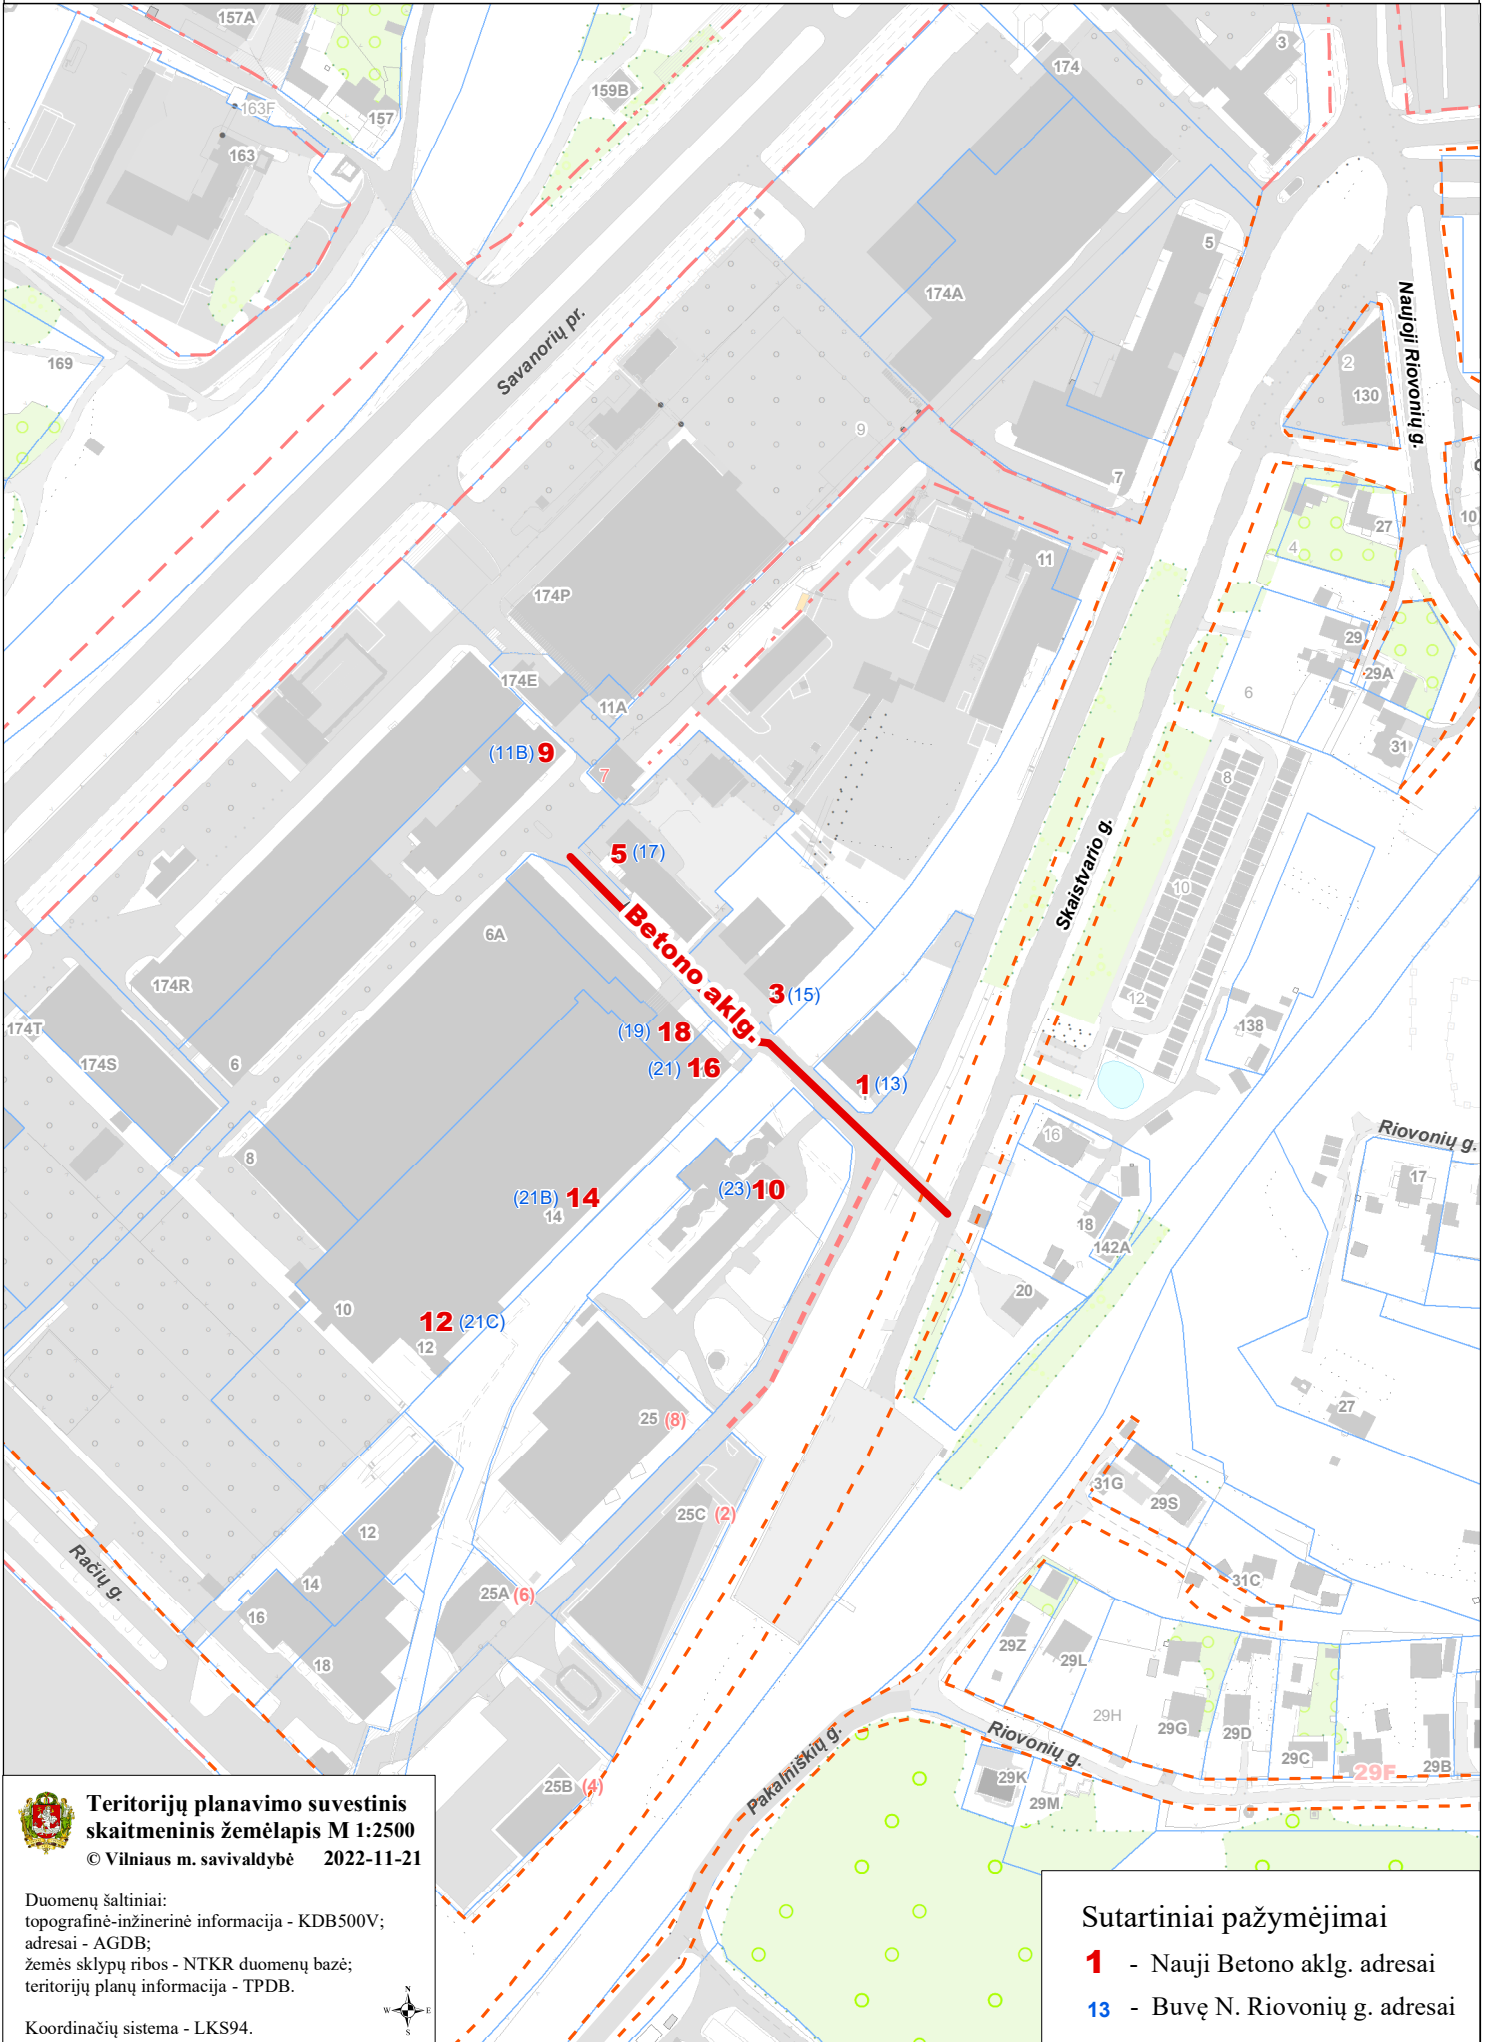 157A
163F
157
163
159B
174
3
5
174A
Savanorių pr.
169
Naujoji Riovonių g.
2
130
9
7
27
10
4
11
174P
29
29A
6
174E
11A
31
(11B) 9
7
8
5 (17)
Skaistvario g.
10
6A
Betono aklg.
174R
3 (15)
12
(19) 18
138
174T
174S
6
(21) 16
1 (13)
16
Riovonių g.
17
8
(21B) 14
14
(23) 10
18
142A
20
10
12 (21C)
12
25 (8)
27
31G
29S
25C (2)
12
Račių g.
14
25A (6)
31C
16
18
29Z
29L
29H
29G
29D
29C
29F
29B
Riovonių g.
Pakalniškių g.
25B (4)
29K
29M
Teritorijų planavimo suvestinis
skaitmeninis žemėlapis M 1:2500
© Vilniaus m. savivaldybė 2022-11-21
Duomenų šaltiniai:
topografinė-inžinerinė informacija - KDB500V;
adresai - AGDB;
žemės sklypų ribos - NTKR duomenų bazė;
teritorijų planų informacija - TPDB.
N
W E
S
Koordinačių sistema - LKS94.
Sutartiniai pažymėjimai
1 - Nauji Betono aklg. adresai
13 - Buvę N. Riovonių g. adresai